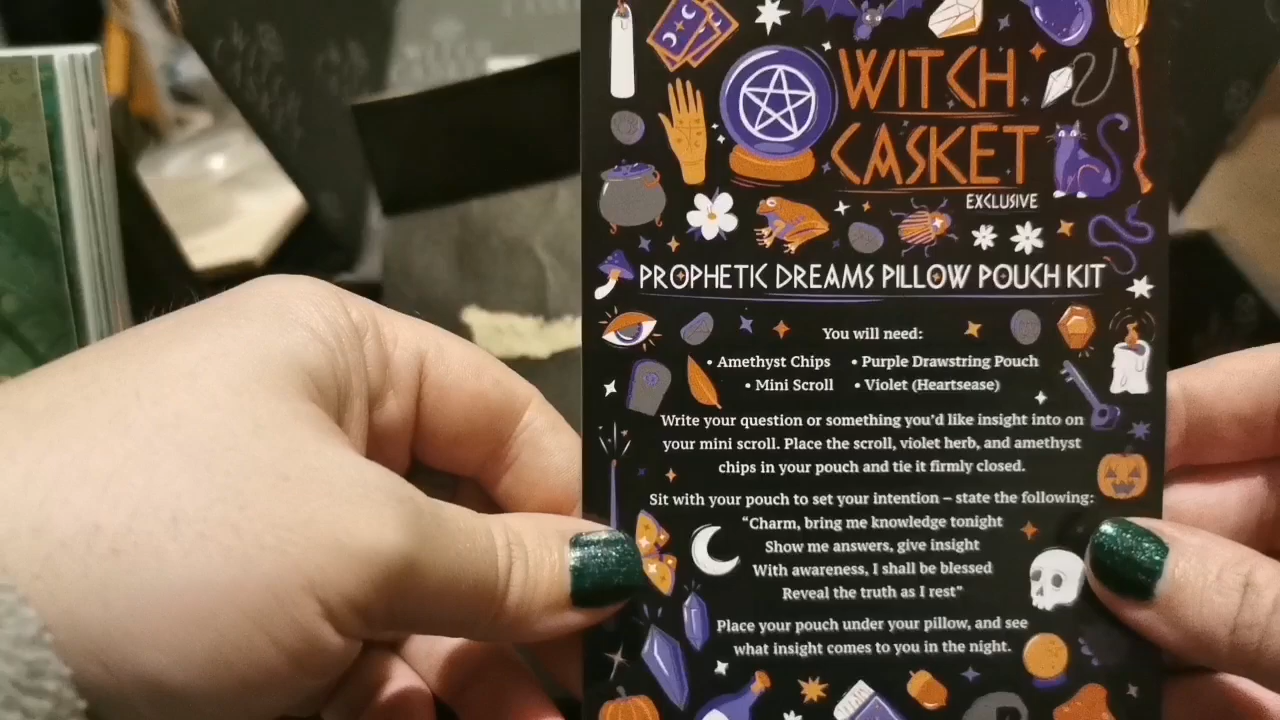 WITCH
CASKET
EXCLUSIVE
PROPHETIC DREAMS PILLOW POUCH KIT
You will need:
• Amethyst Chips • Purple Drawstring Pouch
• Mini Scroll • Violet (Heartsease)
Write your question or something you'd like insight into on
your mini scroll. Place the scroll, violet herb, and amethyst
chips in your pouch and tie it firmly closed.
Sit with your pouch to set your intention – state the following:
"Charm, bring me knowledge tonight
Show me answers, give insight
With awareness, I shall be blessed
Reveal the truth as I rest"
Place your pouch under your pillow, and see
what insight comes to you in the night.